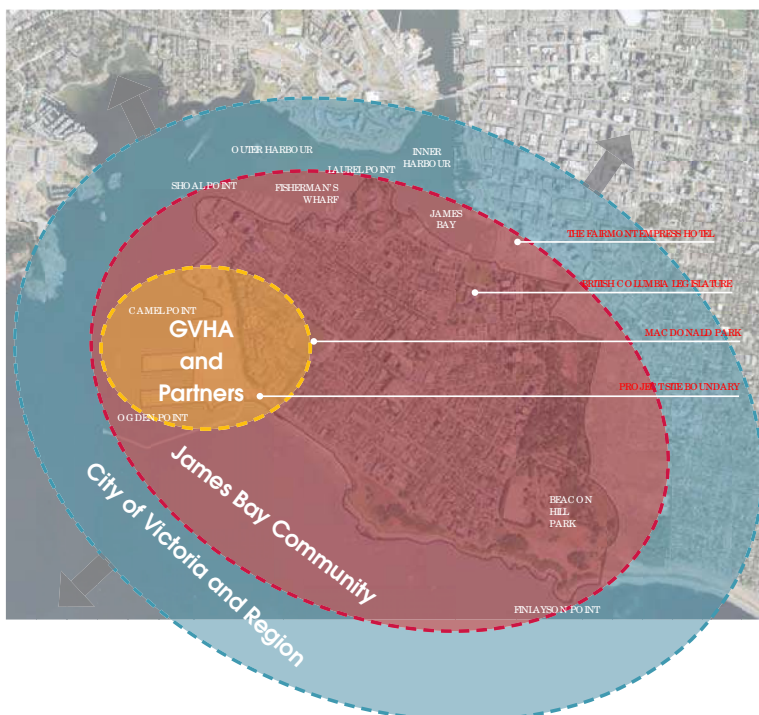 OUTER HARBOUR
INNER
HARBOUR
LAUREL POINT
SHOAL POINT
FISHERMAN'S
WHARF
JAMES
BAY
THE FAIRMONT EMPRESS HOTEL
BRITISH COLUMBIA LEGISLATURE
CAMEL POINT
GVHA
and
Partners
MACDONALD PARK
PROJECT SITE BOUNDARY
OGDEN POINT
James Bay Community
City of Victoria and Region
BEACON
HILL
PARK
FINLAYSON POINT